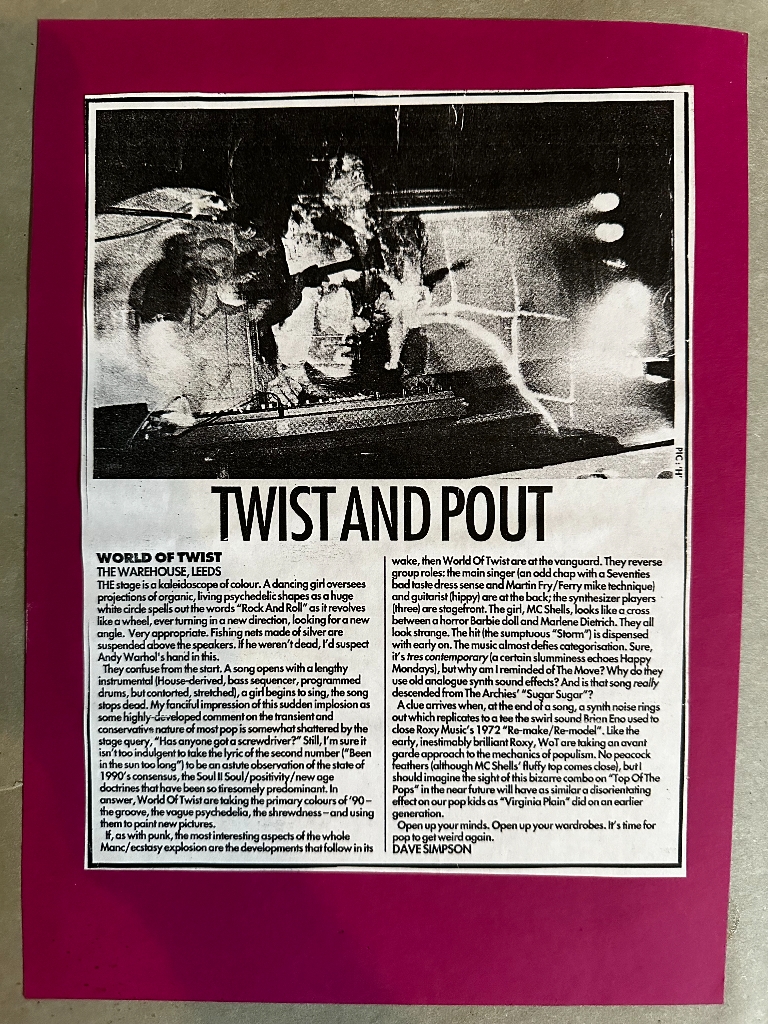 PIC: 'H'
TWIST AND POUT
WORLD OF TWIST
THE WAREHOUSE, LEEDS
THE stage is a kaleidoscope of colour. A dancing girl oversees
projections of organic, living psychedelic shapes as a huge
white circle spells out the words "Rock And Roll" as it revolves
like a wheel, ever turning in a new direction, looking for a new
angle. Very appropriate. Fishing nets made of silver are
suspended above the speakers. If he weren't dead, I'd suspect
Andy Warhol's hand in this.
They confuse from the start. A song opens with a lengthy
instrumental (House-derived, bass sequencer, programmed
drums, but contorted, stretched), a girl begins to sing, the song
stops dead. My fanciful impression of this sudden implosion as
some highly-developed comment on the transient and
conservative nature of most pop is somewhat shattered by the
stage query, "Has anyone got a screwdriver?" Still, I'm sure it
isn't too indulgent to take the lyric of the second number ("Been
in the sun too long") to be an astute observation of the state of
1990's consensus, the Soul II Soul/positivity/new age
doctrines that have been so tiresomely predominant. In
answer, World Of Twist are taking the primary colours of '90 –
the groove, the vague psychedelia, the shrewdness – and using
them to paint new pictures.
If, as with punk, the most interesting aspects of the whole
Manc/ecstasy explosion are the developments that follow in its
wake, then World Of Twist are at the vanguard. They reverse
group roles: the main singer (an odd chap with a Seventies
bad taste dress sense and Martin Fry/Ferry mike technique)
and guitarist (hippy) are at the back; the synthesizer players
(three) are stagefront. The girl, MC Shells, looks like a cross
between a horror Barbie doll and Marlene Dietrich. They all
look strange. The hit (the sumptuous "Storm") is dispensed
with early on. The music almost defies categorisation. Sure,
it's tres contemporary (a certain slumminess echoes Happy
Mondays), but why am I reminded of The Move? Why do they
use old analogue synth sound effects? And is that song really
descended from The Archies' "Sugar Sugar"?
A clue arrives when, at the end of a song, a synth noise rings
out which replicates to a tee the swirl sound Brian Eno used to
close Roxy Music's 1972 "Re-make/Re-model". Like the
early, inestimably brilliant Roxy, WoT are taking an avant
garde approach to the mechanics of populism. No peacock
feathers (although MC Shells' fluffy top comes close), but I
should imagine the sight of this bizarre combo on "Top Of The
Pops" in the near future will have as similar a disorientating
effect on our pop kids as "Virginia Plain" did on an earlier
generation.
Open up your minds. Open up your wardrobes. It's time for
pop to get weird again.
DAVE SIMPSON